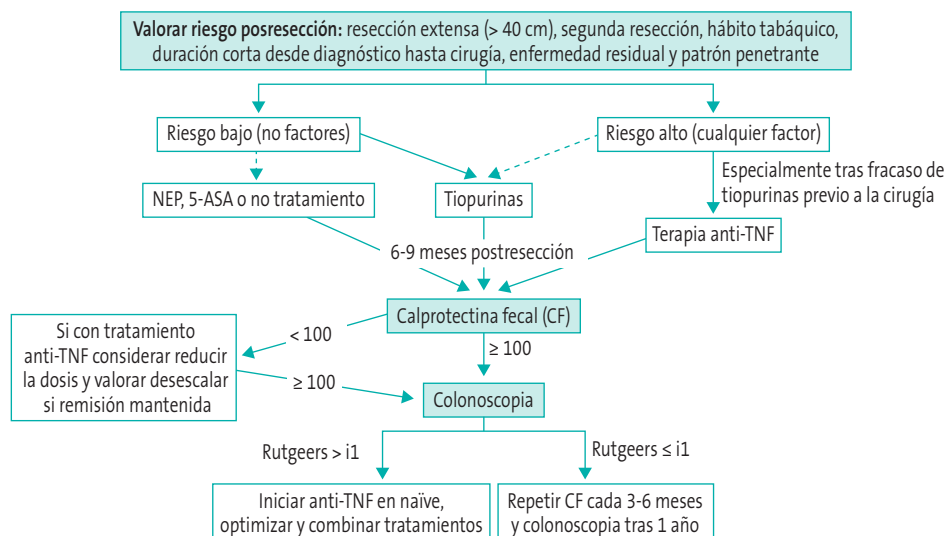 Valorar riesgo posresección: resección extensa (> 40 cm), segunda resección, hábito tabáquico,
duración corta desde diagnóstico hasta cirugía, enfermedad residual y patrón penetrante
Riesgo bajo (no factores)
Riesgo alto (cualquier factor)
Especialmente tras fracaso de
tiopurinas previo a la cirugía
NEP, 5-ASA o no tratamiento
Tiopurinas
Terapia anti-TNF
6-9 meses postresección
Calprotectina fecal (CF)
< 100
≥ 100
Si con tratamiento
anti-TNF considerar reducir
la dosis y valorar desescalar
si remisión mantenida
≥ 100
Colonoscopia
Rutgeers > i1
Rutgeers ≤ i1
Iniciar anti-TNF en naïve,
optimizar y combinar tratamientos
Repetir CF cada 3-6 meses
y colonoscopia tras 1 año